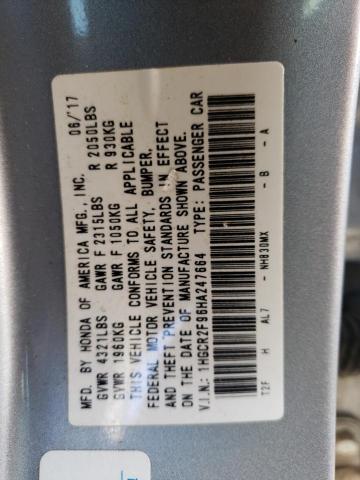 MFD. BY HONDA OF AMERICA MFG., INC. 06/'17
GVWR 4321LBS GAWR F 2315LBS R 2050LBS
GVWR 1960KG GAWR F 1050KG R 930KG
THIS VEHICLE CONFORMS TO ALL APPLICABLE
FEDERAL MOTOR VEHICLE SAFETY, BUMPER,
AND THEFT PREVENTION STANDARDS IN EFFECT
ON THE DATE OF MANUFACTURE SHOWN ABOVE.
V.I.N.: 1HGCR2F96HA247664 TYPE: PASSENGER CAR
T2F H AL7 - NH830MX - B - A